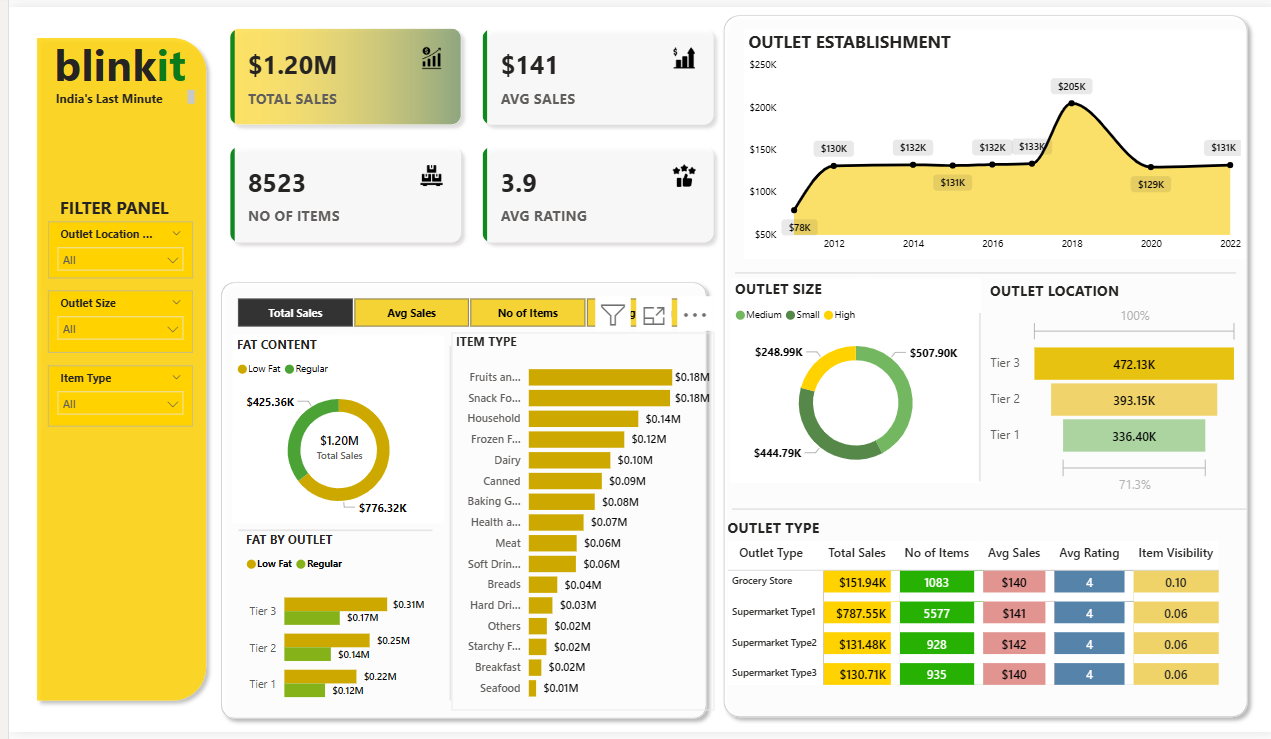 blinkit
India's Last Minute
FILTER PANEL
Outlet Location ...
All
Outlet Size
All
Item Type
All
$1.20M
TOTAL SALES
$141
AVG SALES
8523
NO OF ITEMS
3.9
AVG RATING
Total Sales
Avg Sales
No of Items
FAT CONTENT
Low Fat
Regular
$425.36K
$1.20M
Total Sales
$776.32K
FAT BY OUTLET
Low Fat
Regular
Tier 3
$0.31M
$0.17M
Tier 2
$0.25M
$0.14M
Tier 1
$0.22M
$0.12M
ITEM TYPE
Fruits an... $0.18M
Snack Fo... $0.18M
Household $0.14M
Frozen F... $0.12M
Dairy $0.10M
Canned $0.09M
Baking G... $0.08M
Health a... $0.07M
Meat $0.06M
Soft Drin... $0.06M
Breads $0.04M
Hard Dri... $0.03M
Others $0.02M
Starchy F... $0.02M
Breakfast $0.02M
Seafood $0.01M
OUTLET ESTABLISHMENT
$250K
$200K
$150K
$100K
$50K
$78K
$130K
$132K
$131K
$132K
$133K
$205K
$129K
$131K
2012 2014 2016 2018 2020 2022
OUTLET SIZE
Medium Small High
$248.99K
$507.90K
$444.79K
OUTLET LOCATION
100%
Tier 3 472.13K
Tier 2 393.15K
Tier 1 336.40K
71.3%
OUTLET TYPE
Outlet Type Total Sales No of Items Avg Sales Avg Rating Item Visibility
Grocery Store $151.94K 1083 $140 4 0.10
Supermarket Type1 $787.55K 5577 $141 4 0.06
Supermarket Type2 $131.48K 928 $142 4 0.06
Supermarket Type3 $130.71K 935 $140 4 0.06